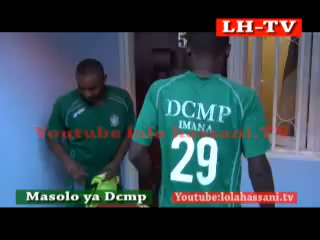 LH-TV
5
DCMP
IMANA
29
Youtube:lola hassani.TV
Masolo ya Dcmp
Youtube:lolahassani.tv